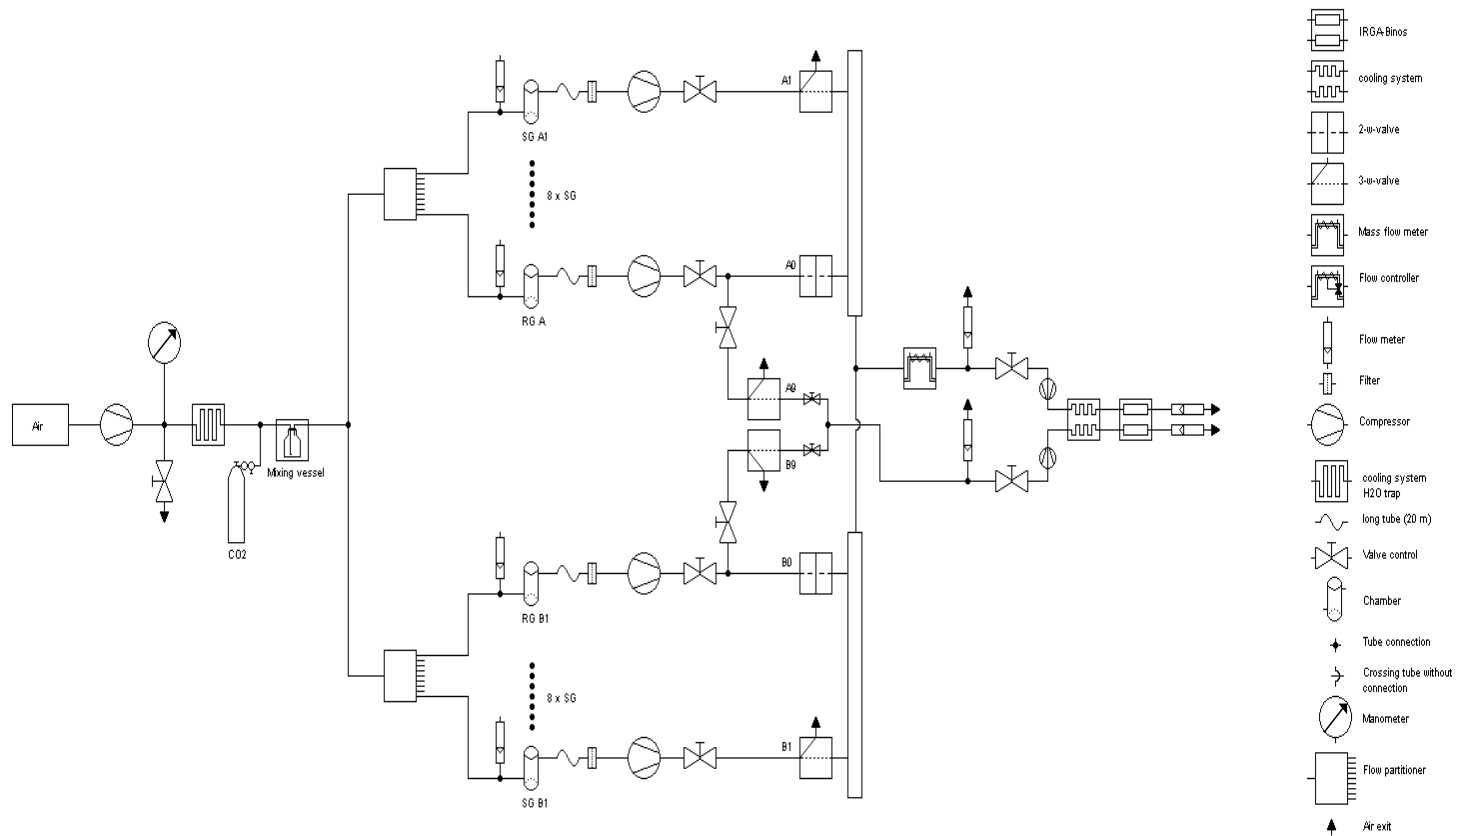 A1
SG A1
8 x SG
A0
RG A
Air
A9
B9
Mixing vessel
CO2
B0
RG B1
8 x SG
B1
SG B1
IRGA-Binos
cooling system
2-w-valve
3-w-valve
Mass flow meter
Flow controller
Flow meter
Filter
Compressor
cooling system
H2O trap
long tube (20 m)
Valve control
Chamber
Tube connection
Crossing tube without
connection
Manometer
Flow partitioner
Air exit